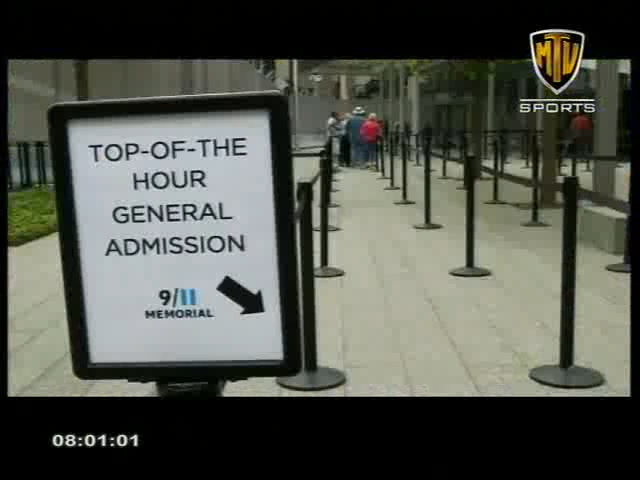 MTV
SPORTS
TOP-OF-THE
HOUR
GENERAL
ADMISSION
9/11
MEMORIAL
08:01:01